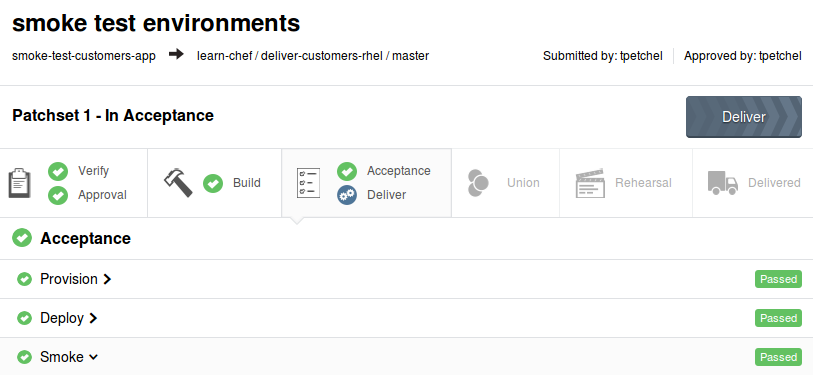 smoke test environments
smoke-test-customers-app learn-chef / deliver-customers-rhel / master Submitted by: tpetchel Approved by: tpetchel
Patchset 1 - In Acceptance Deliver
Verify
Approval
Build
Acceptance
Deliver
Union
Rehearsal
Delivered
Acceptance
Provision Passed
Deploy Passed
Smoke Passed